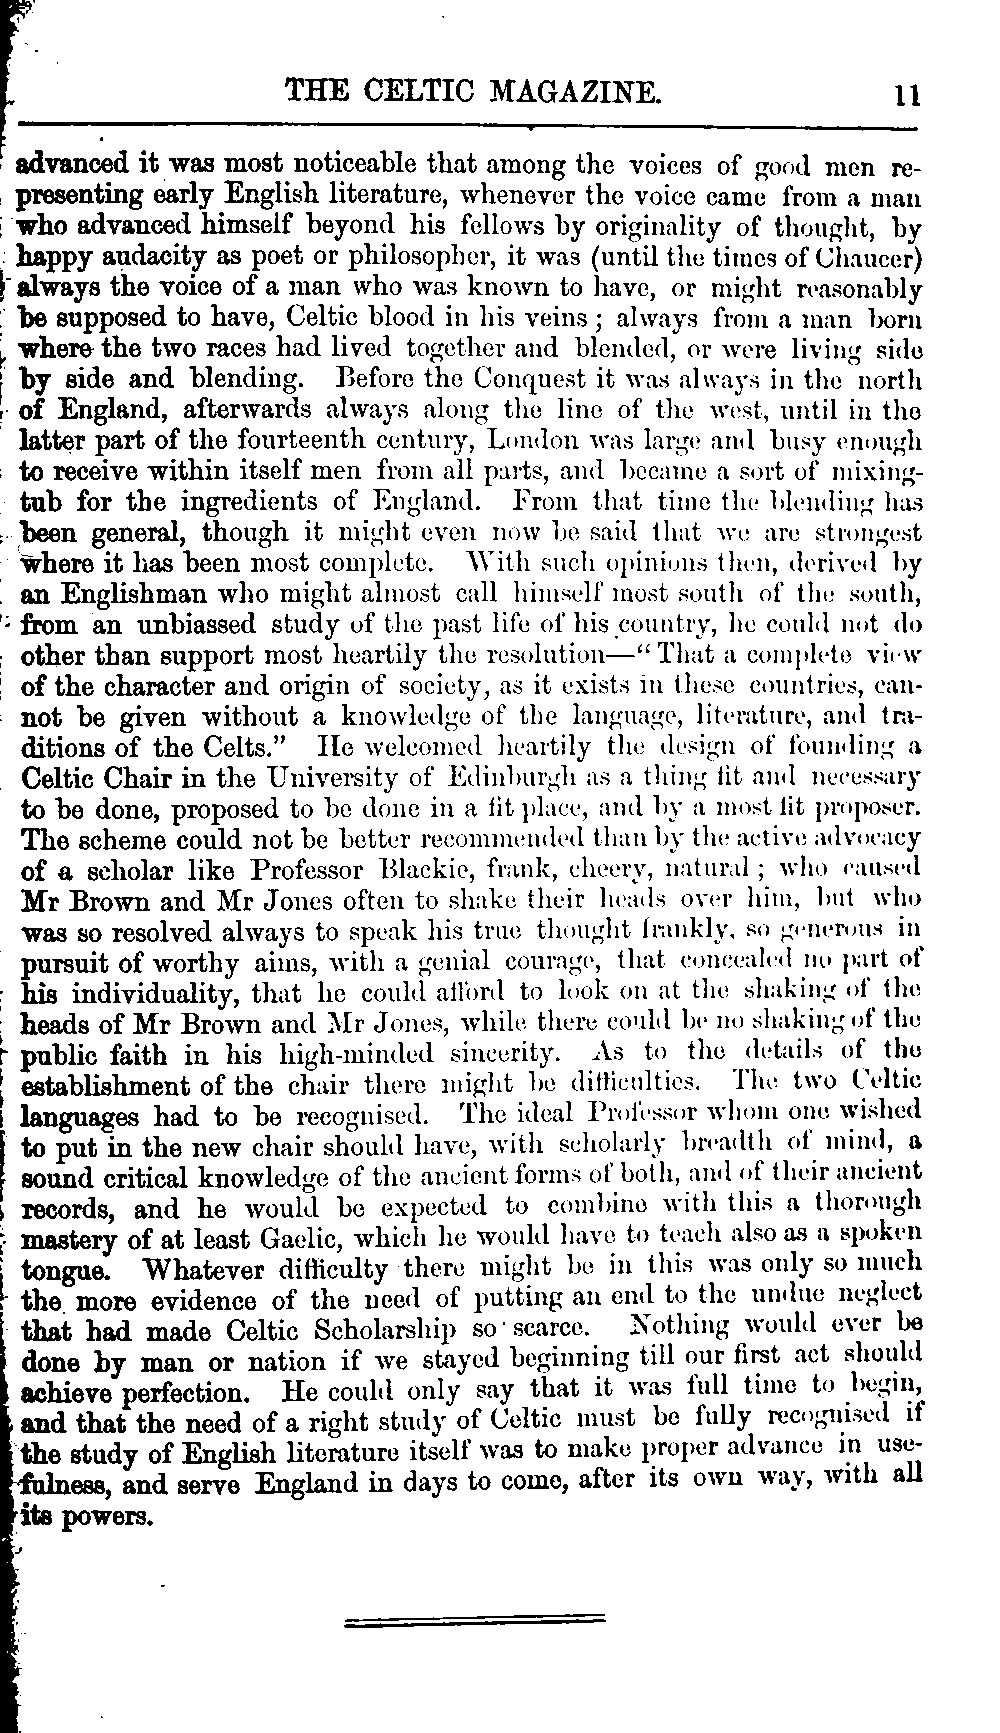 THE CELTIC MAGAZINE. 11
advanced it was most noticeable that among the voices of good men re-
presenting early English literature, whenever the voice came from a man
who advanced himself beyond his fellows by originality of thought, by
happy audacity as poet or philosopher, it was (until the times of Chaucer)
always the voice of a man who was known to have, or might reasonably
be supposed to have, Celtic blood in his veins; always from a man born
where the two races had lived together and blended, or were living side
by side and blending. Before the Conquest it was always in the north
of England, afterwards always along the line of the west, until in the
latter part of the fourteenth century, London was large and busy enough
to receive within itself men from all parts, and became a sort of mixing-
tub for the ingredients of England. From that time the blending has
been general, though it might even now be said that we are strongest
where it has been most complete. With such opinions then, derived by
an Englishman who might almost call himself most south of the south,
from an unbiassed study of the past life of his country, he could not do
other than support most heartily the resolution—“That a complete view
of the character and origin of society, as it exists in these countries, can-
not be given without a knowledge of the language, literature, and tra-
ditions of the Celts.” He welcomed heartily the design of founding a
Celtic Chair in the University of Edinburgh as a thing fit and necessary
to be done, proposed to be done in a fit place, and by a most fit proposer.
The scheme could not be better recommended than by the active advocacy
of a scholar like Professor Blackie, frank, cheery, natural; who caused
Mr Brown and Mr Jones often to shake their heads over him, but who
was so resolved always to speak his true thought frankly, so generous in
pursuit of worthy aims, with a genial courage, that concealed no part of
his individuality, that he could afford to look on at the shaking of the
heads of Mr Brown and Mr Jones, while there could be no shaking of the
public faith in his high-minded sincerity. As to the details of the
establishment of the chair there might be difficulties. The two Celtic
languages had to be recognised. The ideal Professor whom one wished
to put in the new chair should have, with scholarly breadth of mind, a
sound critical knowledge of the ancient forms of both, and of their ancient
records, and he would be expected to combine with this a thorough
mastery of at least Gaelic, which he would have to teach also as a spoken
tongue. Whatever difficulty there might be in this was only so much
the more evidence of the need of putting an end to the undue neglect
that had made Celtic Scholarship so scarce. Nothing would ever be
done by man or nation if we stayed beginning till our first act should
achieve perfection. He could only say that it was full time to begin,
and that the need of a right study of Celtic must be fully recognised if
the study of English literature itself was to make proper advance in use-
fulness, and serve England in days to come, after its own way, with all
its powers.